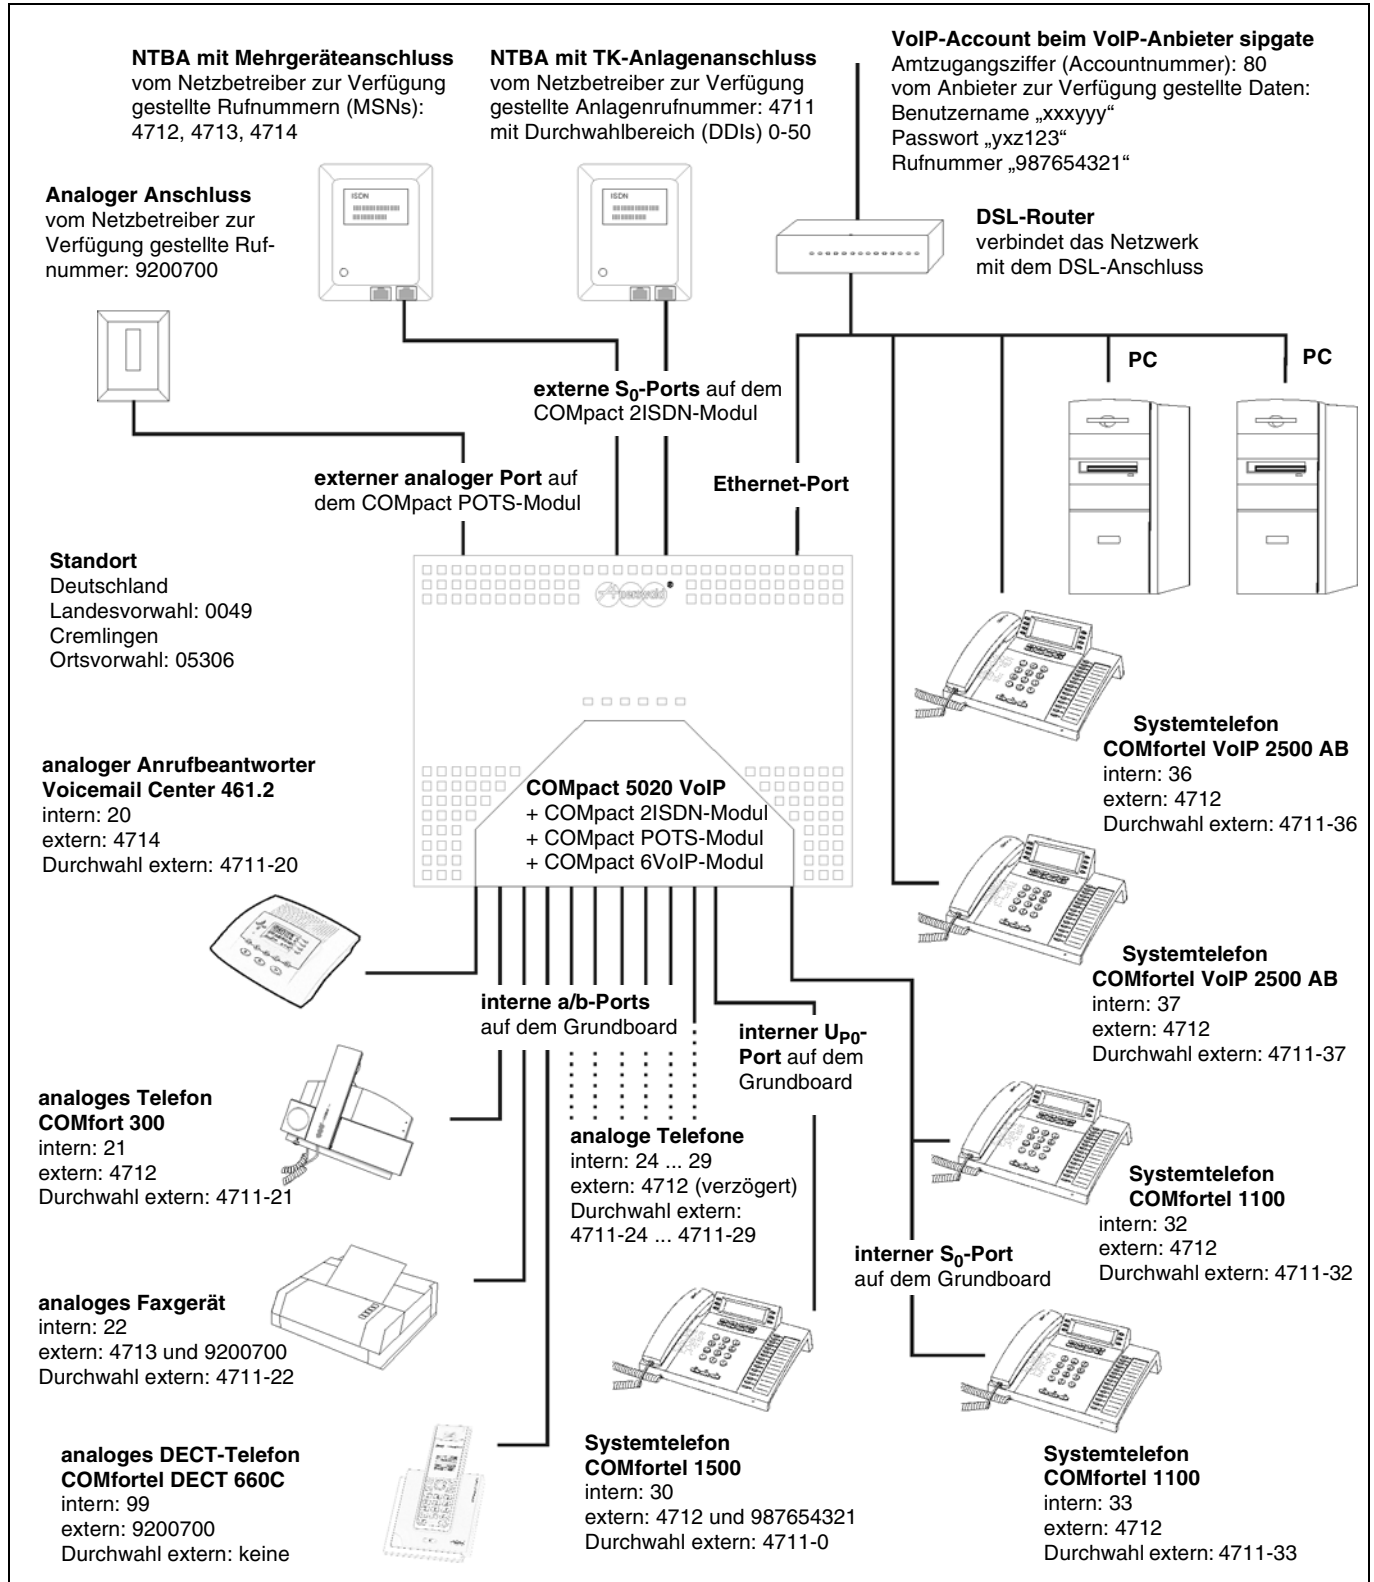 NTBA mit Mehrgeräteanschluss
vom Netzbetreiber zur Verfügung
gestellte Rufnummern (MSNs):
4712, 4713, 4714
NTBA mit TK-Anlagenanschluss
vom Netzbetreiber zur Verfügung
gestellte Anlagenrufnummer: 4711
mit Durchwahlbereich (DDIs) 0-50
VoIP-Account beim VoIP-Anbieter sipgate
Amtzugangsziffer (Accountnummer): 80
vom Anbieter zur Verfügung gestellte Daten:
Benutzername „xxxyyy“
Passwort „yxz123“
Rufnummer „987654321“
Analoger Anschluss
vom Netzbetreiber zur
Verfügung gestellte Ruf-
nummer: 9200700
ISDN
ISDN
DSL-Router
verbindet das Netzwerk
mit dem DSL-Anschluss
PC
PC
externe S0-Ports auf dem
COMpact 2ISDN-Modul
externer analoger Port auf
dem COMpact POTS-Modul
Ethernet-Port
Standort
Deutschland
Landesvorwahl: 0049
Cremlingen
Ortsvorwahl: 05306
Auerswald
Systemtelefon
COMfortel VoIP 2500 AB
intern: 36
extern: 4712
Durchwahl extern: 4711-36
analoger Anrufbeantworter
Voicemail Center 461.2
intern: 20
extern: 4714
Durchwahl extern: 4711-20
COMpact 5020 VoIP
+ COMpact 2ISDN-Modul
+ COMpact POTS-Modul
+ COMpact 6VoIP-Modul
Systemtelefon
COMfortel VoIP 2500 AB
intern: 37
extern: 4712
Durchwahl extern: 4711-37
interne a/b-Ports
auf dem Grundboard
interner UP0-
Port auf dem
Grundboard
analoges Telefon
COMfort 300
intern: 21
extern: 4712
Durchwahl extern: 4711-21
analoge Telefone
intern: 24 ... 29
extern: 4712 (verzögert)
Durchwahl extern:
4711-24 ... 4711-29
Systemtelefon
COMfortel 1100
intern: 32
extern: 4712
Durchwahl extern: 4711-32
interner S0-Port
auf dem Grundboard
analoges Faxgerät
intern: 22
extern: 4713 und 9200700
Durchwahl extern: 4711-22
analoges DECT-Telefon
COMfortel DECT 660C
intern: 99
extern: 9200700
Durchwahl extern: keine
Systemtelefon
COMfortel 1500
intern: 30
extern: 4712 und 987654321
Durchwahl extern: 4711-0
Systemtelefon
COMfortel 1100
intern: 33
extern: 4712
Durchwahl extern: 4711-33